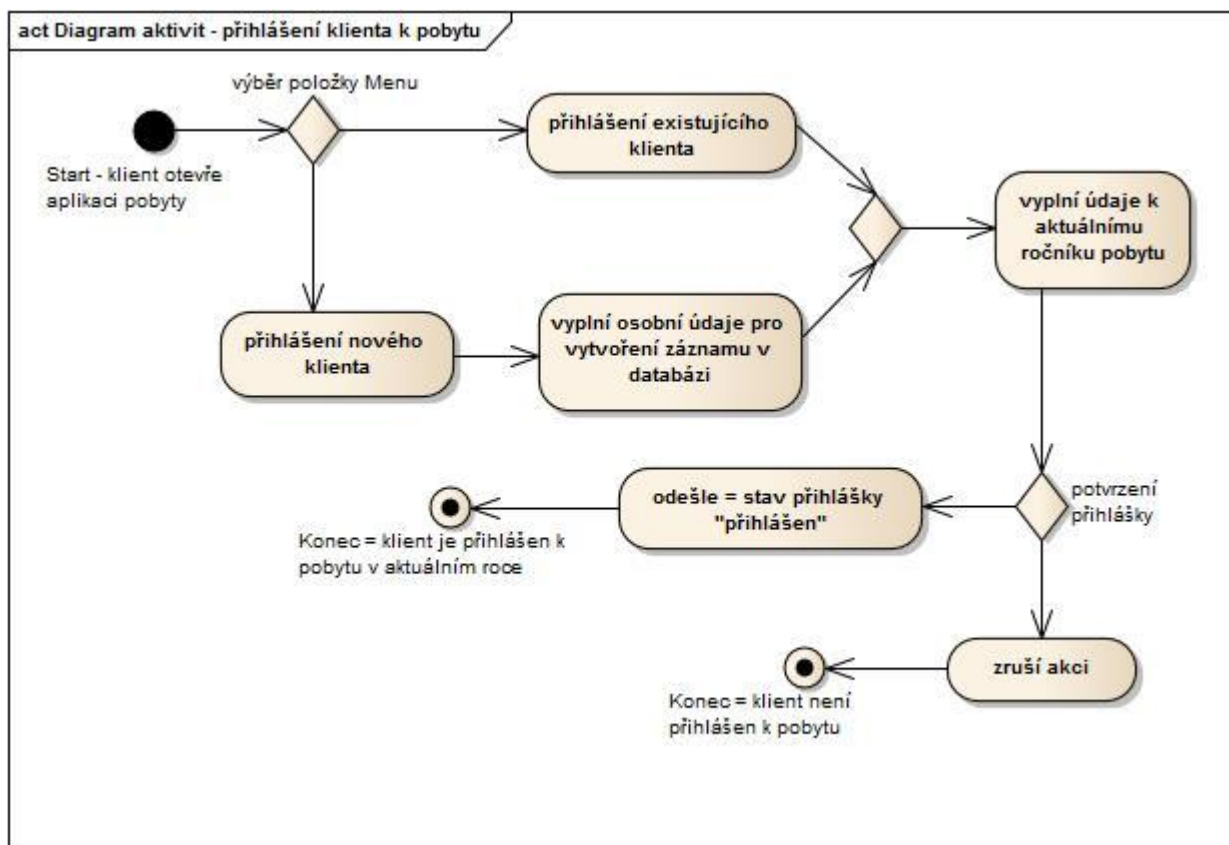 act Diagram aktivit - přihlášení klienta k pobytu
výběr položky Menu
přihlášení existujícího
klienta
Start - klient otevře
aplikaci pobyty
vyplní údaje k
aktuálnímu
ročníku pobytu
přihlášení nového
klienta
vyplní osobní údaje pro
vytvoření záznamu v
databázi
odešle = stav přihlášky
"přihlášen"
potvrzení
přihlášky
Konec = klient je přihlášen k
pobytu v aktuálním roce
zruší akci
Konec = klient není
přihlášen k pobytu